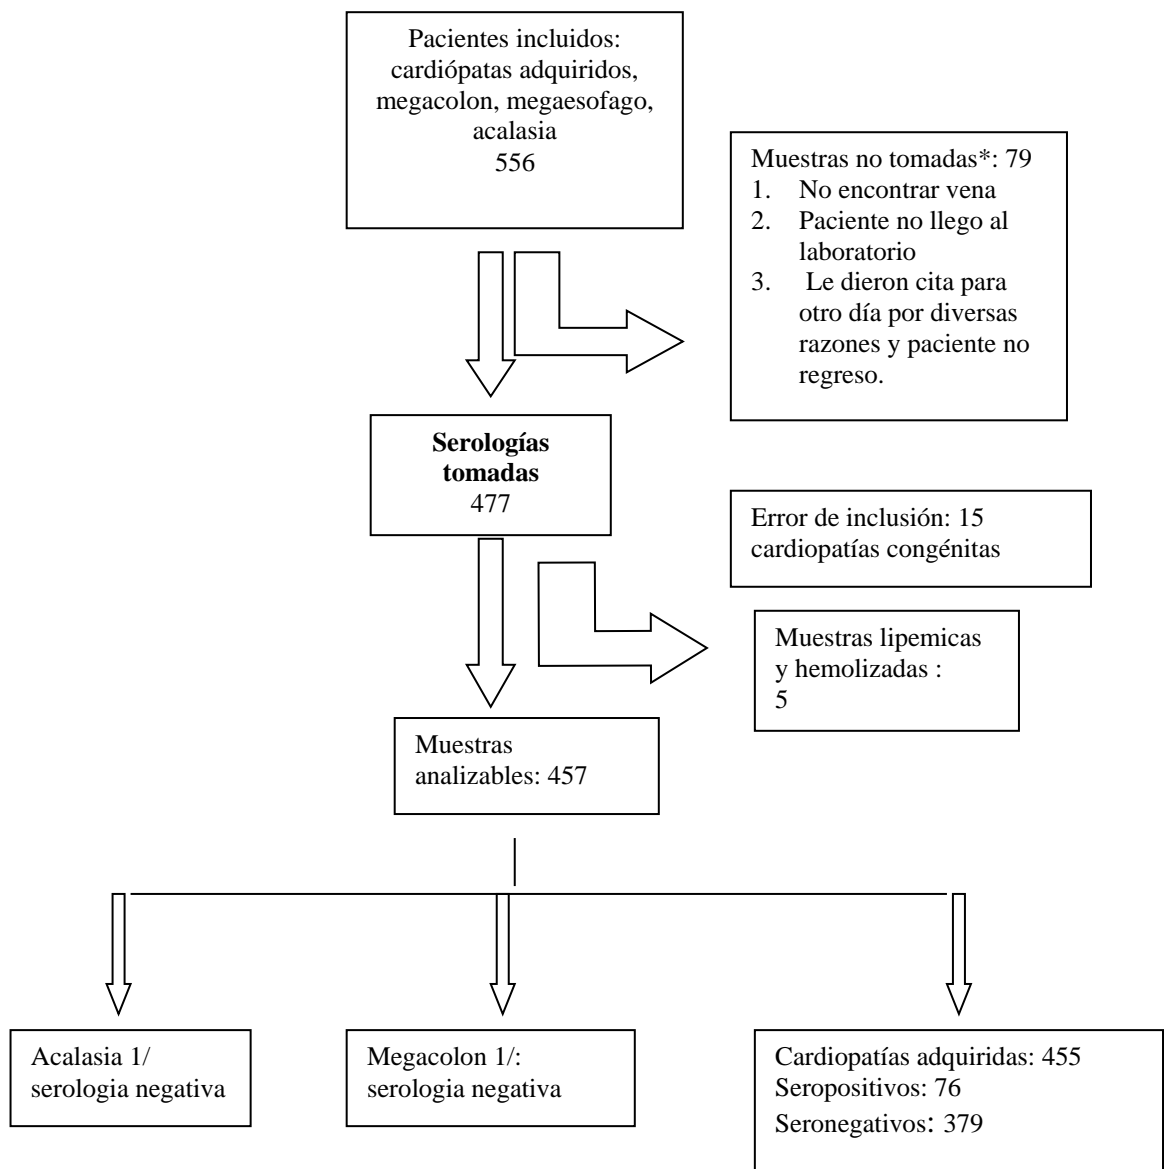 Pacientes incluidos:
cardiópatas adquiridos,
megacolon, megaesofago,
acalasia
556
Muestras no tomadas*: 79
1. No encontrar vena
2. Paciente no llego al
laboratorio
3. Le dieron cita para
otro día por diversas
razones y paciente no
regreso.
Serologías
tomadas
477
Error de inclusión: 15
cardiopatías congénitas
Muestras lipemicas
y hemolizadas :
5
Muestras
analizables: 457
Acalasia 1/
serologia negativa
Megacolon 1/:
serologia negativa
Cardiopatías adquiridas: 455
Seropositivos: 76
Seronegativos: 379